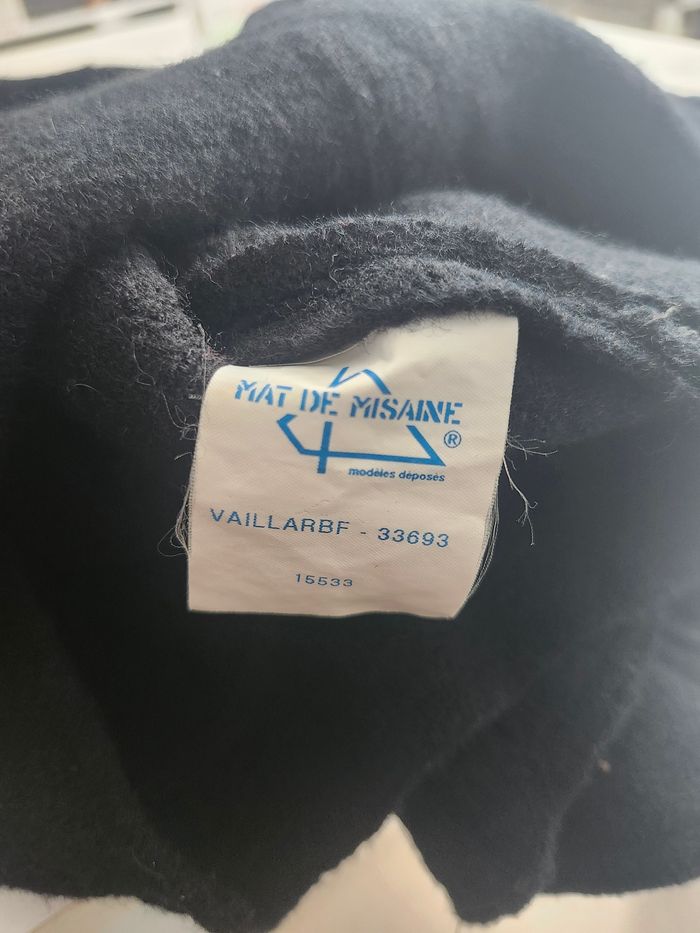 MAT DE MISAINE
®
modèles déposés
VAILLARBF - 33693
15533